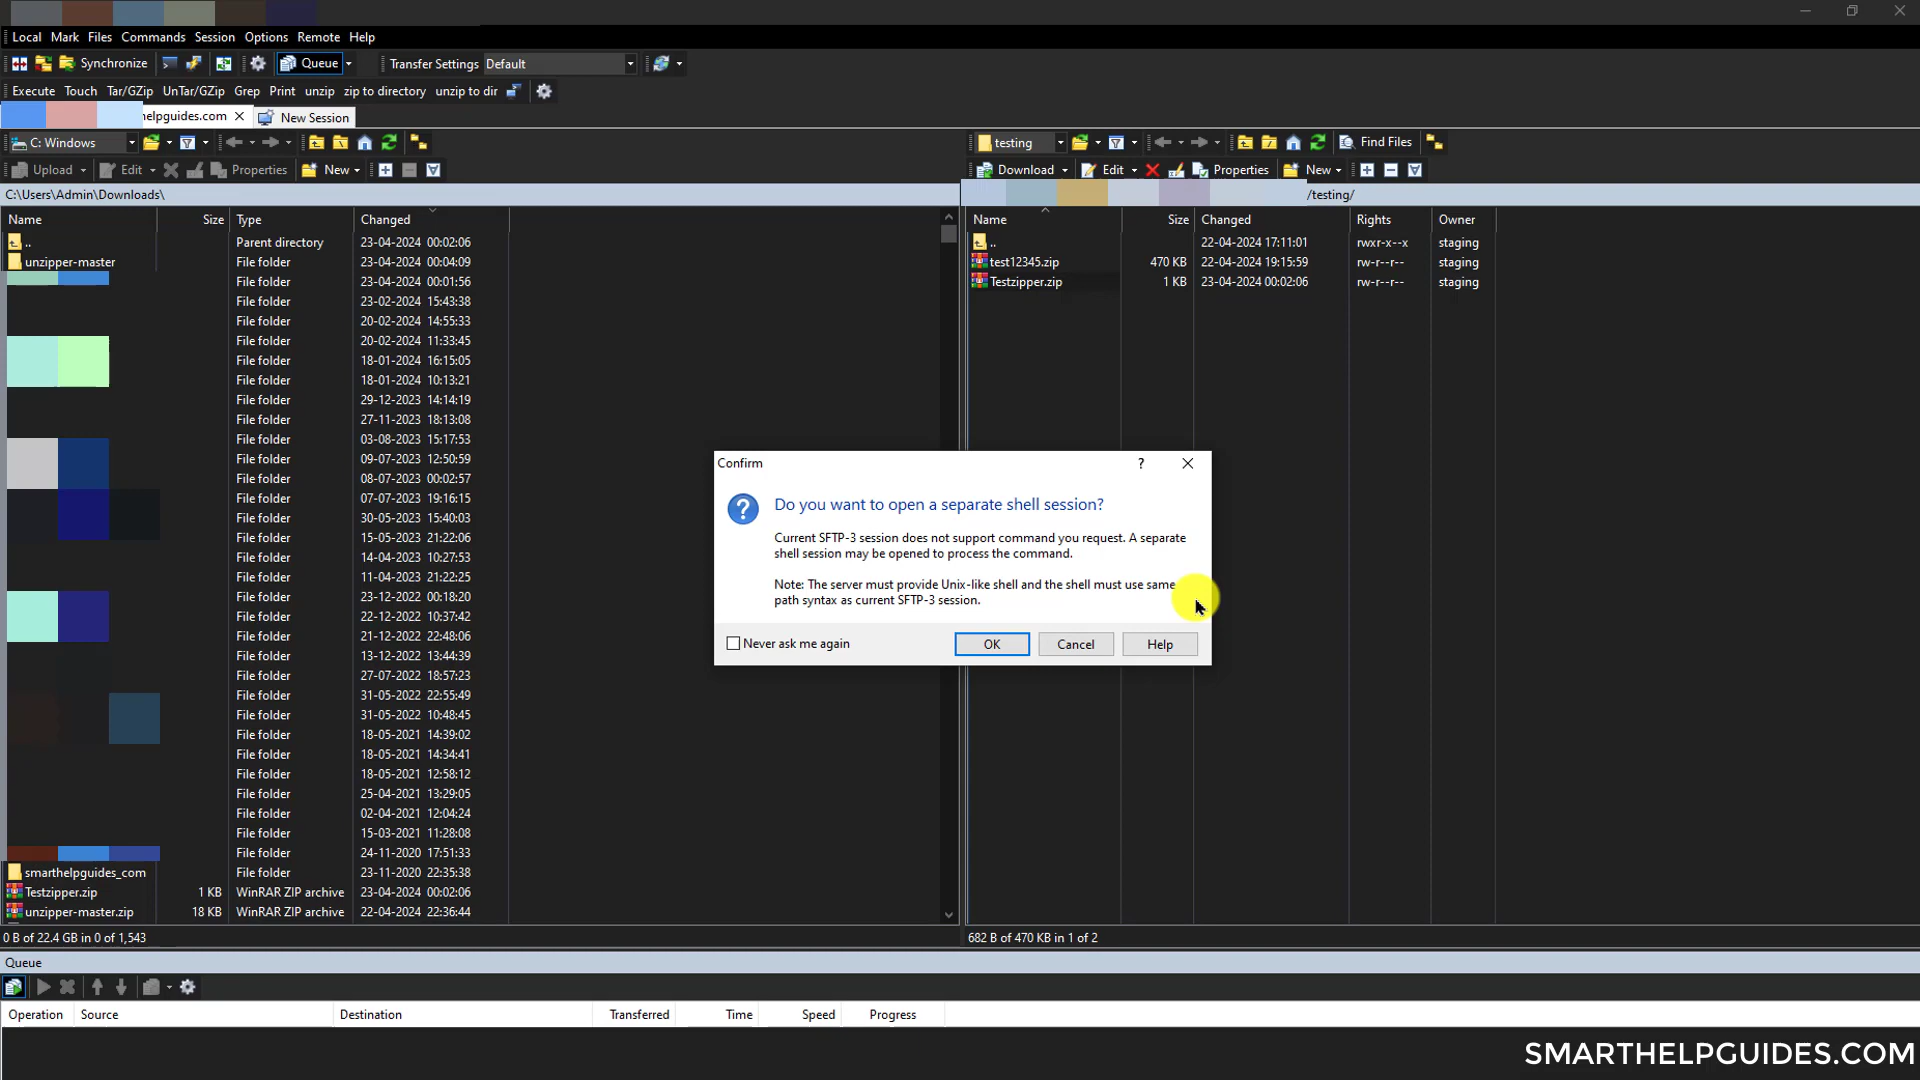 Local Mark Files Commands Session Options Remote Help
Synchronize Queue Transfer Settings Default
Execute Touch Tar/GZip UnTar/GZip Grep Print unzip zip to directory unzip to dir
helpguides.com New Session
C: Windows
testing Find Files
Upload Edit Properties New
Download Edit Properties New
C:\Users\Admin\Downloads\
/testing/
Name Size Type Changed
.. Parent directory 23-04-2024 00:02:06
unzipper-master File folder 23-04-2024 00:04:09
File folder 23-04-2024 00:01:56
File folder 23-02-2024 15:43:38
File folder 20-02-2024 14:55:33
File folder 20-02-2024 11:33:45
File folder 18-01-2024 16:15:05
File folder 18-01-2024 10:13:21
File folder 29-12-2023 14:14:19
File folder 27-11-2023 18:13:08
File folder 03-08-2023 15:17:53
File folder 09-07-2023 12:50:59
File folder 08-07-2023 00:02:57
File folder 07-07-2023 19:16:15
File folder 30-05-2023 15:40:03
File folder 15-05-2023 21:22:06
File folder 14-04-2023 10:27:53
File folder 11-04-2023 21:22:25
File folder 23-12-2022 00:18:20
File folder 22-12-2022 10:37:42
File folder 21-12-2022 22:48:06
File folder 13-12-2022 13:44:39
File folder 27-07-2022 18:57:23
File folder 31-05-2022 22:55:49
File folder 31-05-2022 10:48:45
File folder 18-05-2021 14:39:02
File folder 18-05-2021 14:34:41
File folder 18-05-2021 12:58:12
File folder 25-04-2021 13:29:05
File folder 02-04-2021 12:04:24
File folder 15-03-2021 11:28:08
File folder 24-11-2020 17:51:33
smarthelpguides_com File folder 23-11-2020 22:35:38
Testzipper.zip 1 KB WinRAR ZIP archive 23-04-2024 00:02:06
unzipper-master.zip 18 KB WinRAR ZIP archive 22-04-2024 22:36:44
0 B of 22.4 GB in 0 of 1,543
Name Size Changed Rights Owner
.. 22-04-2024 17:11:01 rwxr-x--x staging
test12345.zip 470 KB 22-04-2024 19:15:59 rw-r--r-- staging
Testzipper.zip 1 KB 23-04-2024 00:02:06 rw-r--r-- staging
682 B of 470 KB in 1 of 2
Confirm ?
Do you want to open a separate shell session?
Current SFTP-3 session does not support command you request. A separate
shell session may be opened to process the command.
Note: The server must provide Unix-like shell and the shell must use same
path syntax as current SFTP-3 session.
Never ask me again OK Cancel Help
Queue
Operation Source Destination Transferred Time Speed Progress
SMARTHELPGUIDES.COM